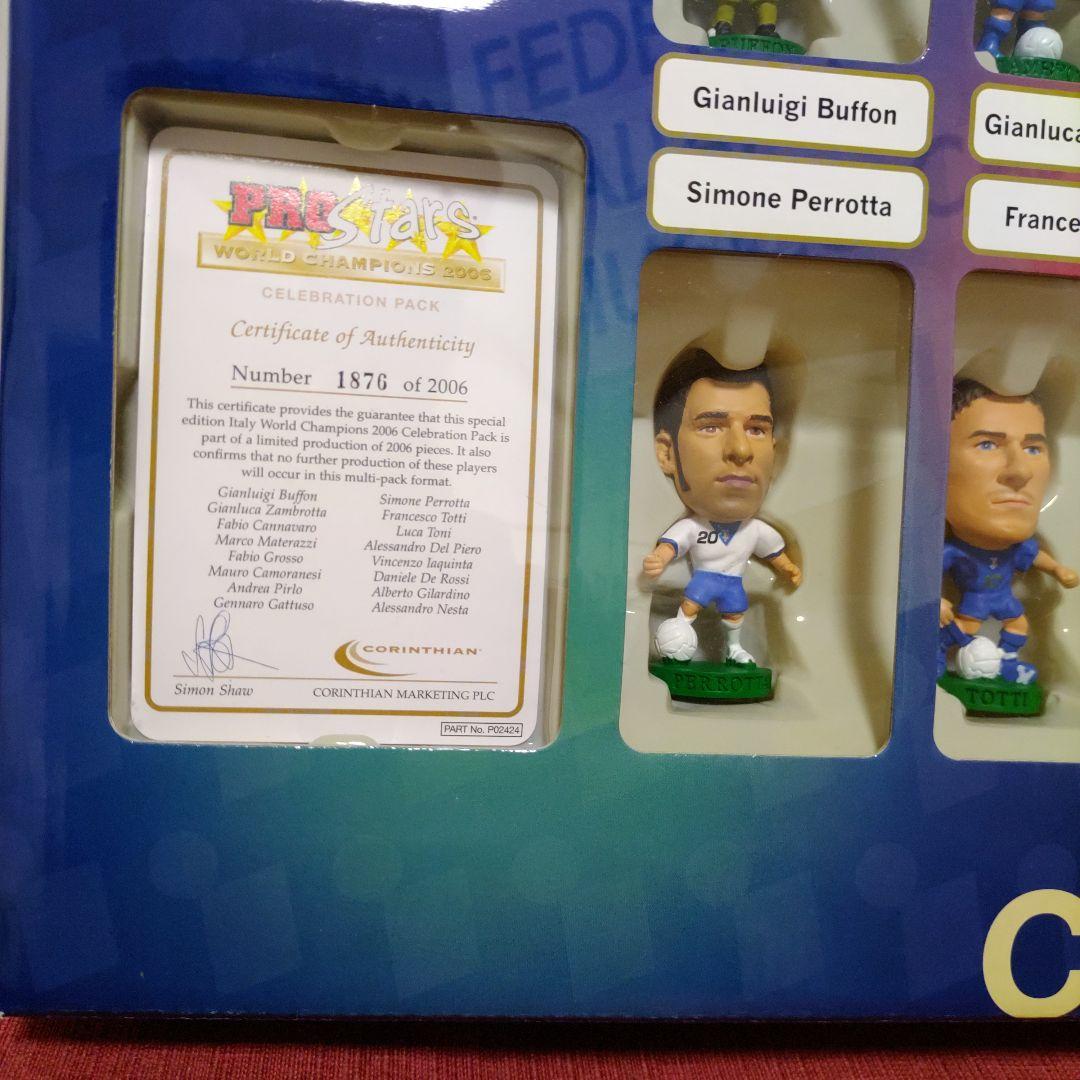 FEDE
BUFFON
Gianluigi Buffon
Gianluca
Simone Perrotta
France
PROStars
WORLD CHAMPIONS 2006
CELEBRATION PACK
Certificate of Authenticity
Number 1876 of 2006
This certificate provides the guarantee that this special
edition Italy World Champions 2006 Celebration Pack is
part of a limited production of 2006 pieces. It also
confirms that no further production of these players
will occur in this multi-pack format.
Gianluigi Buffon
Gianluca Zambrotta
Fabio Cannavaro
Marco Materazzi
Fabio Grosso
Mauro Camoranesi
Andrea Pirlo
Gennaro Gattuso
Simone Perrotta
Francesco Totti
Luca Toni
Alessandro Del Piero
Vincenzo Iaquinta
Daniele De Rossi
Alberto Gilardino
Alessandro Nesta
Simon Shaw
CORINTHIAN
CORINTHIAN MARKETING PLC
PART No. P02424
20
PERROTTA
TOTTI
C